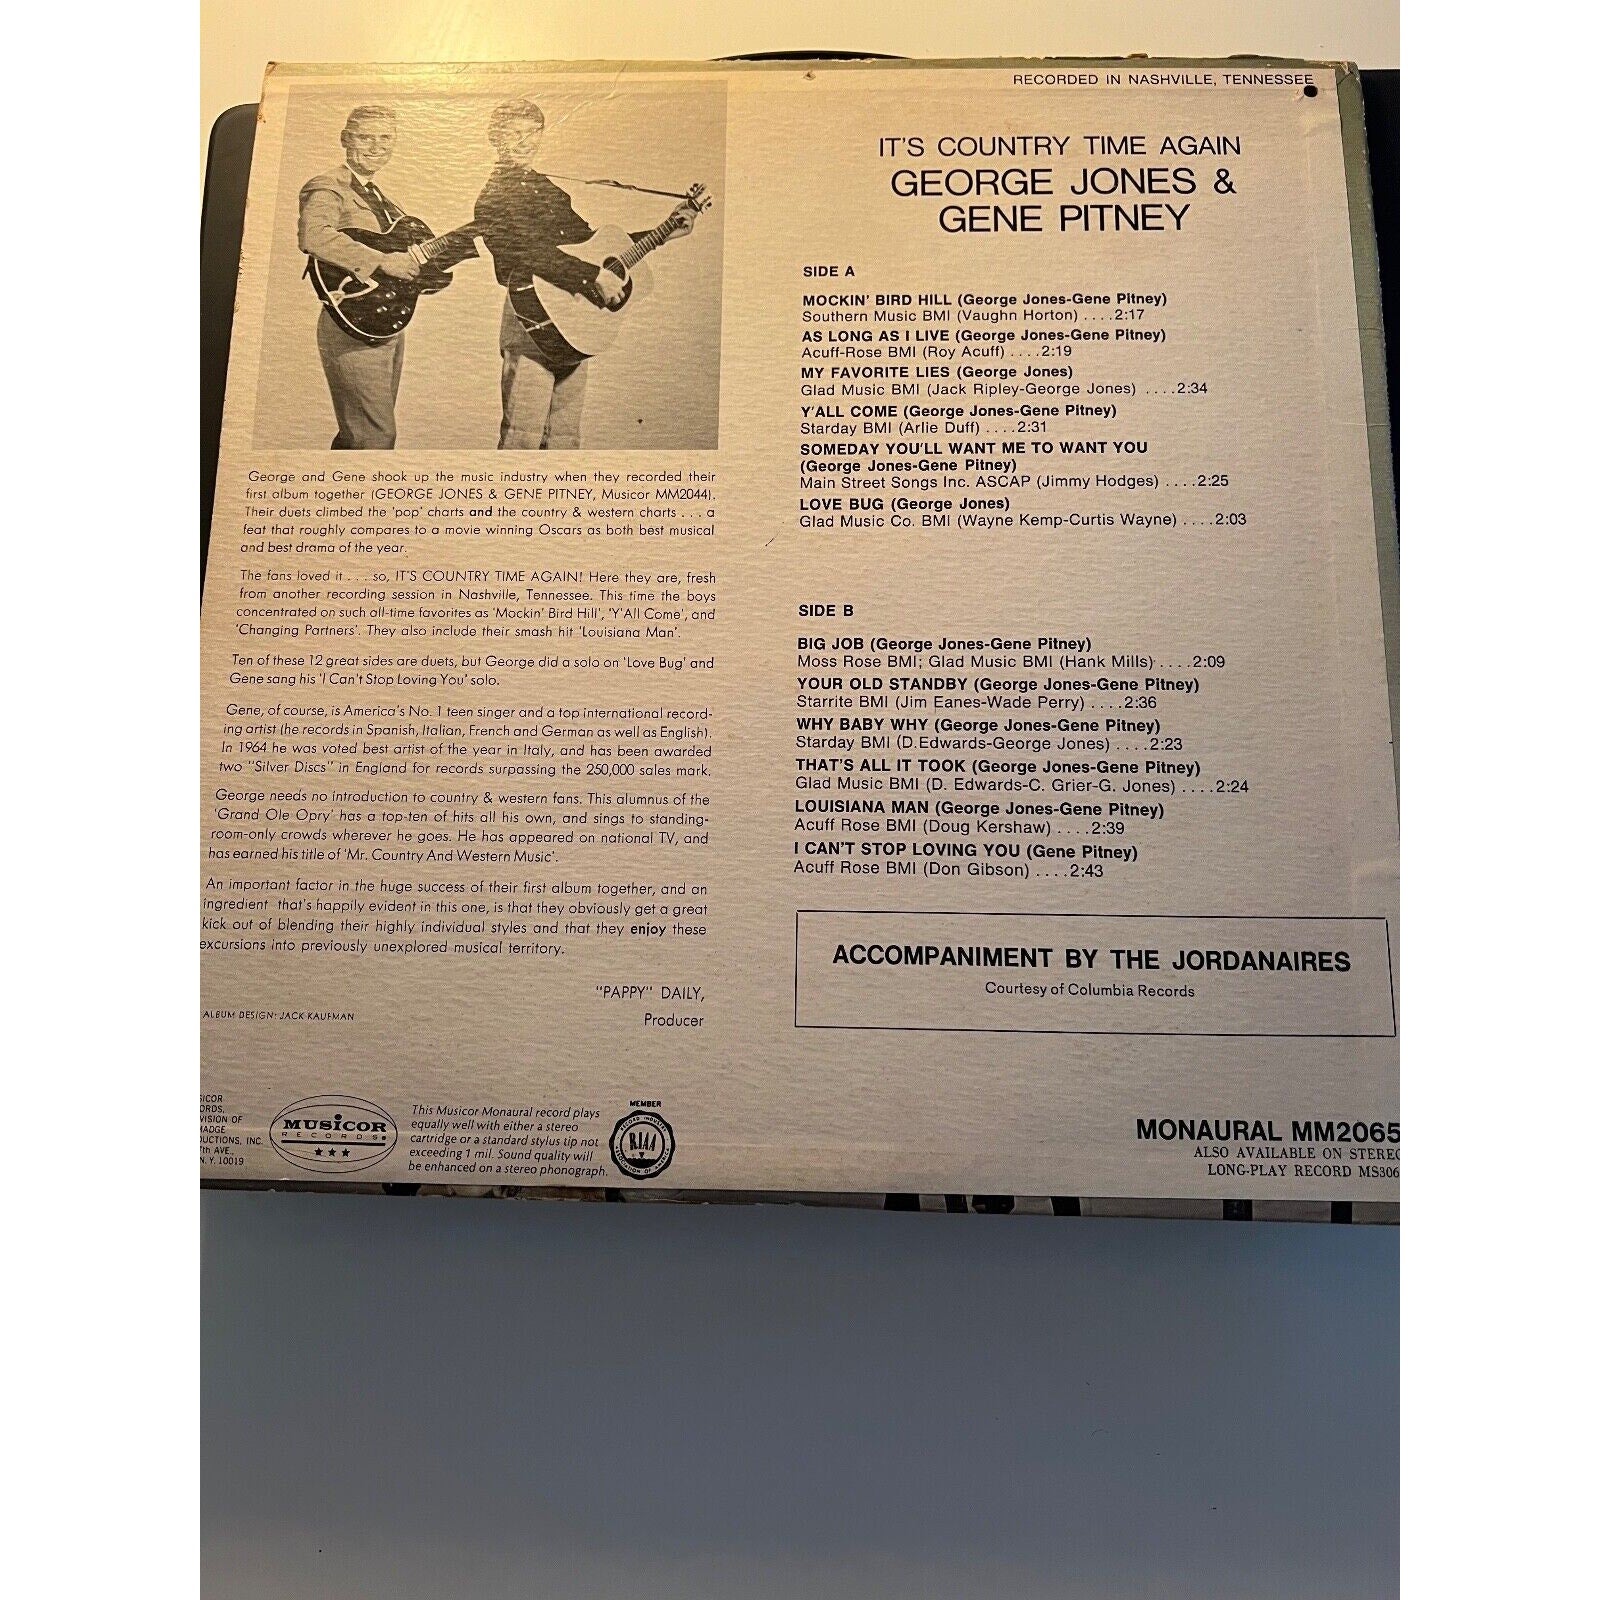 RECORDED IN NASHVILLE, TENNESSEE
IT'S COUNTRY TIME AGAIN
GEORGE JONES &
GENE PITNEY
SIDE A
MOCKIN' BIRD HILL (George Jones-Gene Pitney)
Southern Music BMI (Vaughn Horton) ....2:17
AS LONG AS I LIVE (George Jones-Gene Pitney)
Acuff-Rose BMI (Roy Acuff) ....2:19
MY FAVORITE LIES (George Jones)
Glad Music BMI (Jack Ripley-George Jones) ....2:34
Y'ALL COME (George Jones-Gene Pitney)
Starday BMI (Arlie Duff) ....2:31
SOMEDAY YOU'LL WANT ME TO WANT YOU
(George Jones-Gene Pitney)
Main Street Songs Inc. ASCAP (Jimmy Hodges) ....2:25
LOVE BUG (George Jones)
Glad Music Co. BMI (Wayne Kemp-Curtis Wayne) ....2:03
SIDE B
BIG JOB (George Jones-Gene Pitney)
Moss Rose BMI; Glad Music BMI (Hank Mills) ....2:09
YOUR OLD STANDBY (George Jones-Gene Pitney)
Starrite BMI (Jim Eanes-Wade Perry) ....2:36
WHY BABY WHY (George Jones-Gene Pitney)
Starday BMI (D.Edwards-George Jones) ....2:23
THAT'S ALL IT TOOK (George Jones-Gene Pitney)
Glad Music BMI (D. Edwards-C. Grier-G. Jones) ....2:24
LOUISIANA MAN (George Jones-Gene Pitney)
Acuff Rose BMI (Doug Kershaw) ....2:39
I CAN'T STOP LOVING YOU (Gene Pitney)
Acuff Rose BMI (Don Gibson) ....2:43
ACCOMPANIMENT BY THE JORDANAIRES
Courtesy of Columbia Records
George and Gene shook up the music industry when they recorded their
first album together (GEORGE JONES & GENE PITNEY, Musicor MM2044).
Their duets climbed the 'pop' charts and the country & western charts . . . a
feat that roughly compares to a movie winning Oscars as both best musical
and best drama of the year.
The fans loved it . . . so, IT'S COUNTRY TIME AGAIN! Here they are, fresh
from another recording session in Nashville, Tennessee. This time the boys
concentrated on such all-time favorites as 'Mockin' Bird Hill', 'Y'All Come', and
'Changing Partners'. They also include their smash hit 'Louisiana Man'.
Ten of these 12 great sides are duets, but George did a solo on 'Love Bug' and
Gene sang his 'I Can't Stop Loving You' solo.
Gene, of course, is America's No. 1 teen singer and a top international record-
ing artist (he records in Spanish, Italian, French and German as well as English).
In 1964 he was voted best artist of the year in Italy, and has been awarded
two "Silver Discs" in England for records surpassing the 250,000 sales mark.
George needs no introduction to country & western fans. This alumnus of the
'Grand Ole Opry' has a top-ten of hits all his own, and sings to standing-
room-only crowds wherever he goes. He has appeared on national TV, and
has earned his title of 'Mr. Country And Western Music'.
An important factor in the huge success of their first album together, and an
ingredient that's happily evident in this one, is that they obviously get a great
kick out of blending their highly individual styles and that they enjoy these
excursions into previously unexplored musical territory.
"PAPPY" DAILY,
Producer
ALBUM DESIGN: JACK KAUFMAN
SICOR
ORDS,
VISION OF
ADGE
UCTIONS, INC.
7th AVE.,
N.Y. 10019
MUSICOR
RECORDS
This Musicor Monaural record plays
equally well with either a stereo
cartridge or a standard stylus tip not
exceeding 1 mil. Sound quality will
be enhanced on a stereo phonograph.
MEMBER
RECORD INDUSTRY
RIAA
ASSOCIATION OF AMERICA
MONAURAL MM2065
ALSO AVAILABLE ON STEREO
LONG-PLAY RECORD MS306